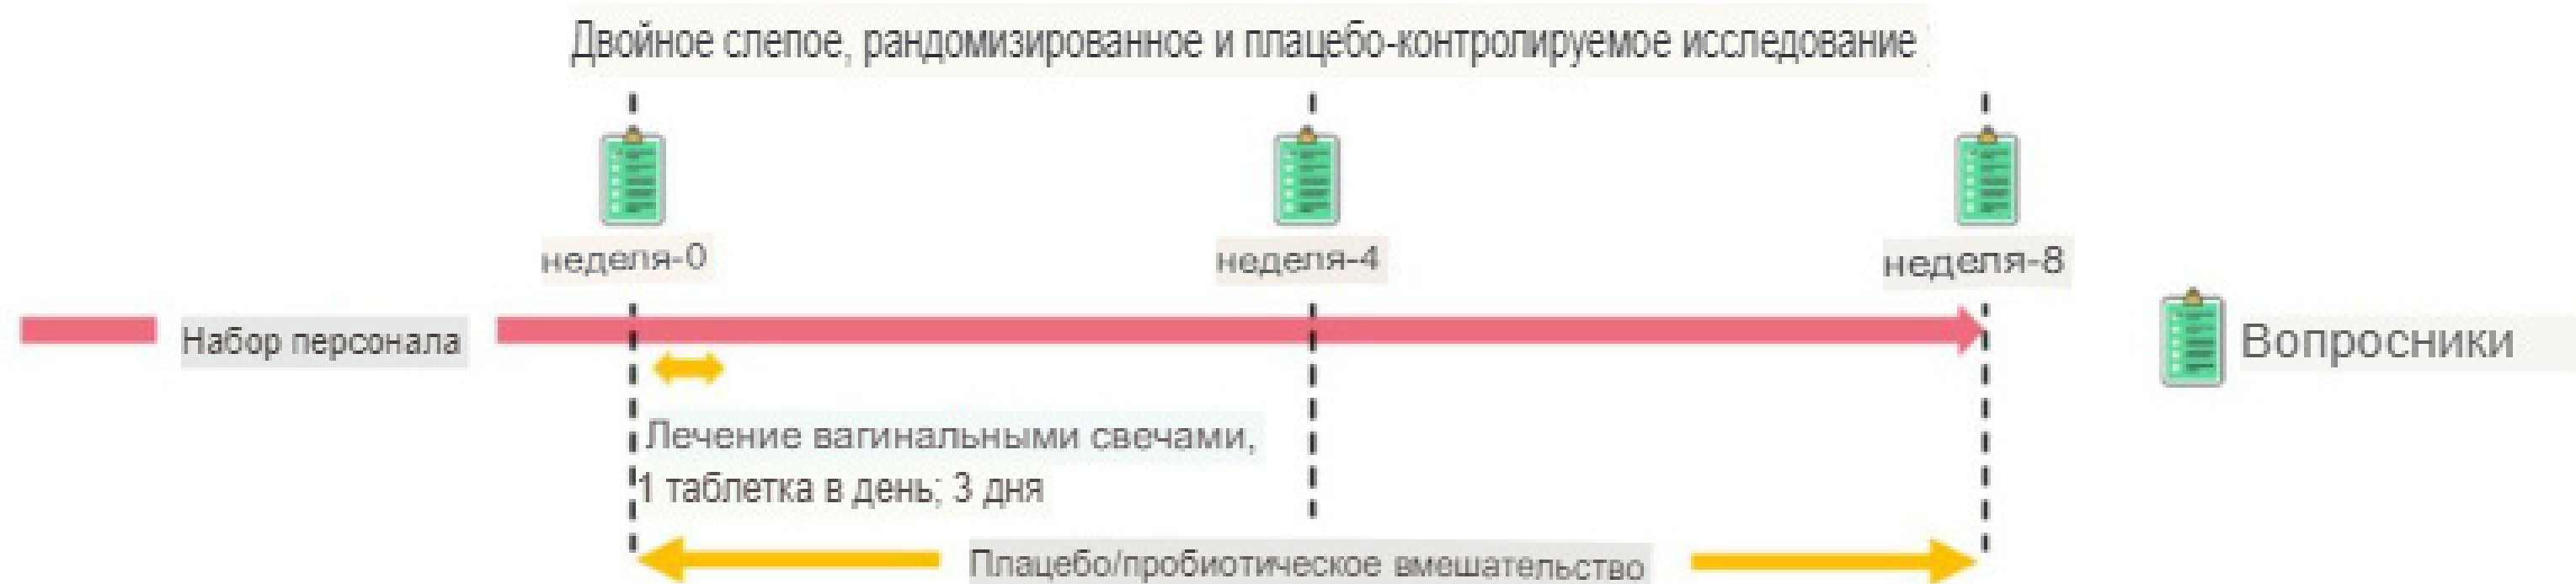 Двойное слепое, рандомизированное и плацебо-контролируемое исследование
неделя-0
неделя-4
неделя-8
Набор персонала
Вопросники
Лечение вагинальными свечами,
1 таблетка в день; 3 дня
Плацебо/пробиотическое вмешательство